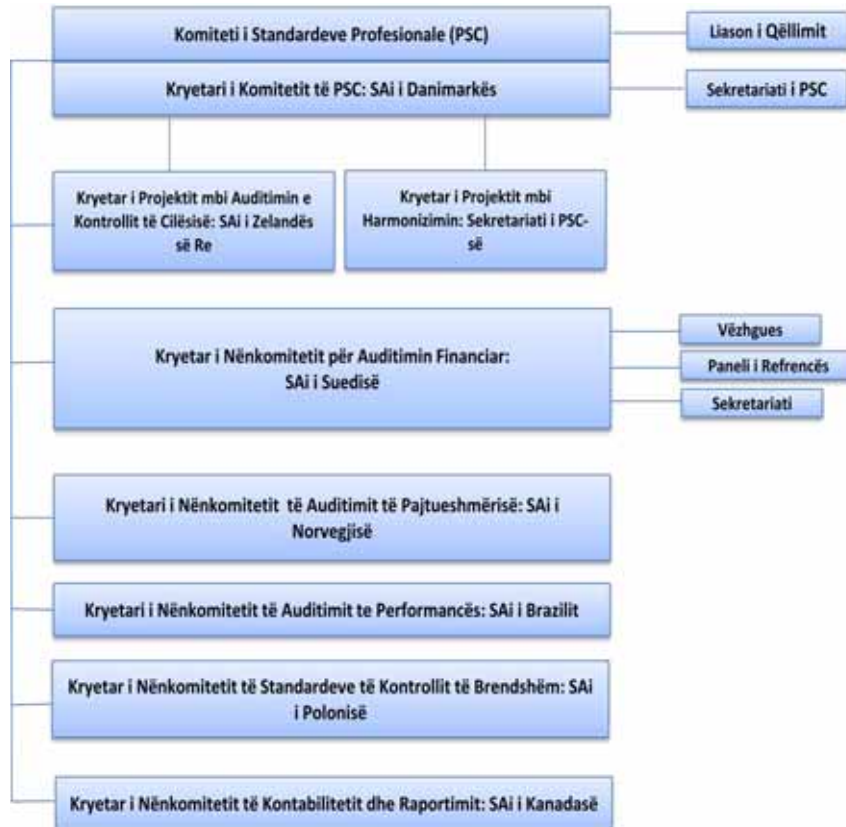 Komiteti i Standardeve Profesionale (PSC)
Liason i Qëllimit
Kryetari i Komitetit të PSC: SAi i Danimarkës
Sekretariati i PSC
Kryetar i Projektit mbi Auditimin e
Kontrollit të Cilësisë: SAi i Zelandës
së Re
Kryetar i Projektit mbi
Harmonizimin: Sekretariati i PSC-
së
Kryetar i Nënkomitetit për Auditimin Financiar:
SAi i Suedisë
Vëzhgues
Paneli i Refrencës
Sekretariati
Kryetari i Nënkomitetit të Auditimit të Pajtueshmërisë: SAi i
Norvegjisë
Kryetari i Nënkomitetit të Auditimit te Performancës: SAi i Brazilit
Kryetar i Nënkomitetit të Standardeve të Kontrollit të Brendshëm: SAi
i Polonisë
Kryetar i Nënkomitetit të Kontabilitetit dhe Raportimit: SAi i Kanadasë